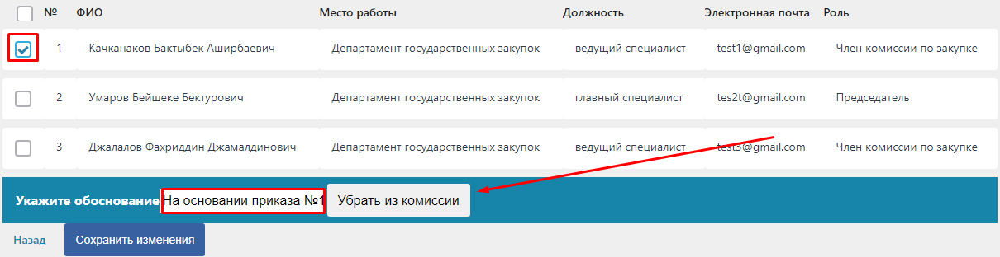 № ФИО Место работы Должность Электронная почта Роль
1 Качканаков Бактыбек Аширбаевич Департамент государственных закупок ведущий специалист test1@gmail.com Член комиссии по закупке
2 Умаров Бейшеке Бектурович Департамент государственных закупок главный специалист tes2t@gmail.com Председатель
3 Джалалов Фахриддин Джамалдинович Департамент государственных закупок ведущий специалист test3@gmail.com Член комиссии по закупке
Укажите обоснование На основании приказа №1 Убрать из комиссии
Назад Сохранить изменения